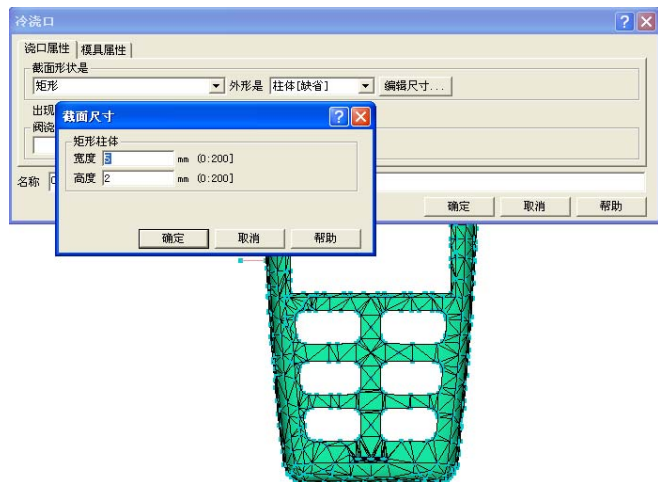 冷浇口
浇口属性 模具属性
截面形状是
矩形 外形是 柱体[缺省] 编辑尺寸...
出现
阀浇
截面尺寸
矩形柱体
宽度 5 mm (0:200]
高度 2 mm (0:200]
确定 取消 帮助
名称
确定 取消 帮助